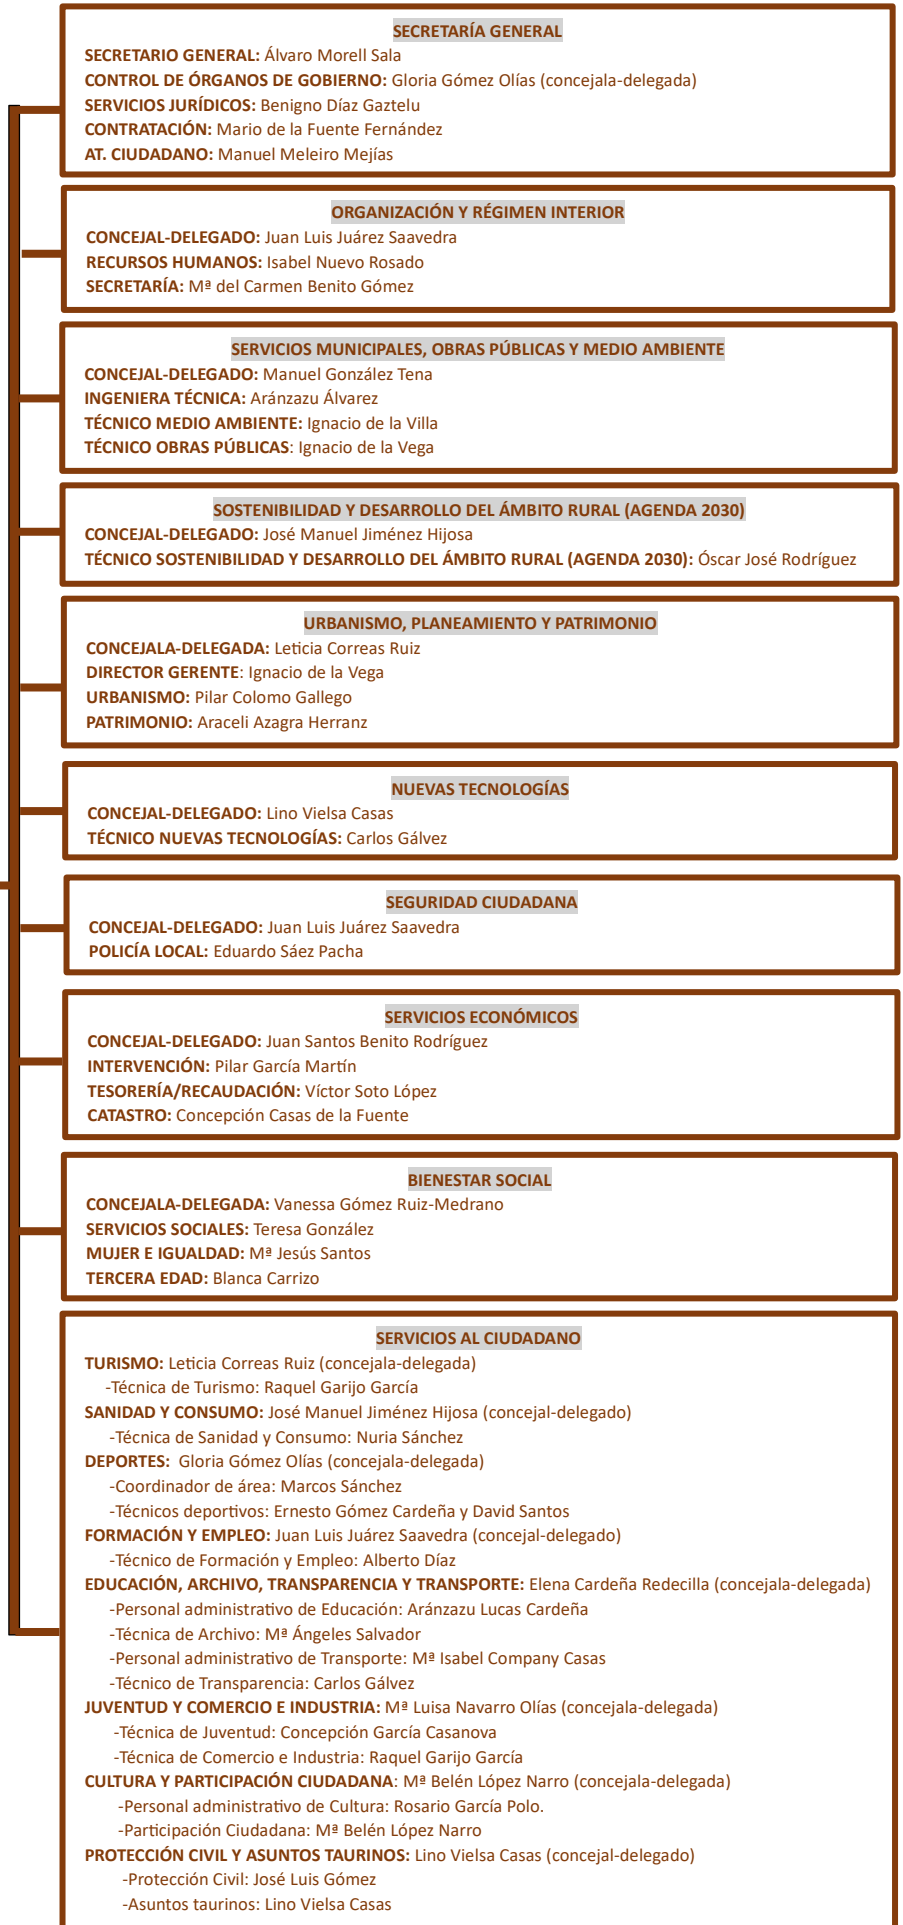 SECRETARÍA GENERAL
SECRETARIO GENERAL: Álvaro Morell Sala
CONTROL DE ÓRGANOS DE GOBIERNO: Gloria Gómez Olías (concejala-delegada)
SERVICIOS JURÍDICOS: Benigno Díaz Gaztelu
CONTRATACIÓN: Mario de la Fuente Fernández
AT. CIUDADANO: Manuel Meleiro Mejías
ORGANIZACIÓN Y RÉGIMEN INTERIOR
CONCEJAL-DELEGADO: Juan Luis Juárez Saavedra
RECURSOS HUMANOS: Isabel Nuevo Rosado
SECRETARÍA: Mª del Carmen Benito Gómez
SERVICIOS MUNICIPALES, OBRAS PÚBLICAS Y MEDIO AMBIENTE
CONCEJAL-DELEGADO: Manuel González Tena
INGENIERA TÉCNICA: Aránzazu Álvarez
TÉCNICO MEDIO AMBIENTE: Ignacio de la Villa
TÉCNICO OBRAS PÚBLICAS: Ignacio de la Vega
SOSTENIBILIDAD Y DESARROLLO DEL ÁMBITO RURAL (AGENDA 2030)
CONCEJAL-DELEGADO: José Manuel Jiménez Hijosa
TÉCNICO SOSTENIBILIDAD Y DESARROLLO DEL ÁMBITO RURAL (AGENDA 2030): Óscar José Rodríguez
URBANISMO, PLANEAMIENTO Y PATRIMONIO
CONCEJALA-DELEGADA: Leticia Correas Ruiz
DIRECTOR GERENTE: Ignacio de la Vega
URBANISMO: Pilar Colomo Gallego
PATRIMONIO: Araceli Azagra Herranz
NUEVAS TECNOLOGÍAS
CONCEJAL-DELEGADO: Lino Vielsa Casas
TÉCNICO NUEVAS TECNOLOGÍAS: Carlos Gálvez
SEGURIDAD CIUDADANA
CONCEJAL-DELEGADO: Juan Luis Juárez Saavedra
POLICÍA LOCAL: Eduardo Sáez Pacha
SERVICIOS ECONÓMICOS
CONCEJAL-DELEGADO: Juan Santos Benito Rodríguez
INTERVENCIÓN: Pilar García Martín
TESORERÍA/RECAUDACIÓN: Víctor Soto López
CATASTRO: Concepción Casas de la Fuente
BIENESTAR SOCIAL
CONCEJALA-DELEGADA: Vanessa Gómez Ruiz-Medrano
SERVICIOS SOCIALES: Teresa González
MUJER E IGUALDAD: Mª Jesús Santos
TERCERA EDAD: Blanca Carrizo
SERVICIOS AL CIUDADANO
TURISMO: Leticia Correas Ruiz (concejala-delegada)
-Técnica de Turismo: Raquel Garijo García
SANIDAD Y CONSUMO: José Manuel Jiménez Hijosa (concejal-delegado)
-Técnica de Sanidad y Consumo: Nuria Sánchez
DEPORTES: Gloria Gómez Olías (concejala-delegada)
-Coordinador de área: Marcos Sánchez
-Técnicos deportivos: Ernesto Gómez Cardeña y David Santos
FORMACIÓN Y EMPLEO: Juan Luis Juárez Saavedra (concejal-delegado)
-Técnico de Formación y Empleo: Alberto Díaz
EDUCACIÓN, ARCHIVO, TRANSPARENCIA Y TRANSPORTE: Elena Cardeña Redecilla (concejala-delegada)
-Personal administrativo de Educación: Aránzazu Lucas Cardeña
-Técnica de Archivo: Mª Ángeles Salvador
-Personal administrativo de Transporte: Mª Isabel Company Casas
-Técnico de Transparencia: Carlos Gálvez
JUVENTUD Y COMERCIO E INDUSTRIA: Mª Luisa Navarro Olías (concejala-delegada)
-Técnica de Juventud: Concepción García Casanova
-Técnica de Comercio e Industria: Raquel Garijo García
CULTURA Y PARTICIPACIÓN CIUDADANA: Mª Belén López Narro (concejala-delegada)
-Personal administrativo de Cultura: Rosario García Polo.
-Participación Ciudadana: Mª Belén López Narro
PROTECCIÓN CIVIL Y ASUNTOS TAURINOS: Lino Vielsa Casas (concejal-delegado)
-Protección Civil: José Luis Gómez
-Asuntos taurinos: Lino Vielsa Casas